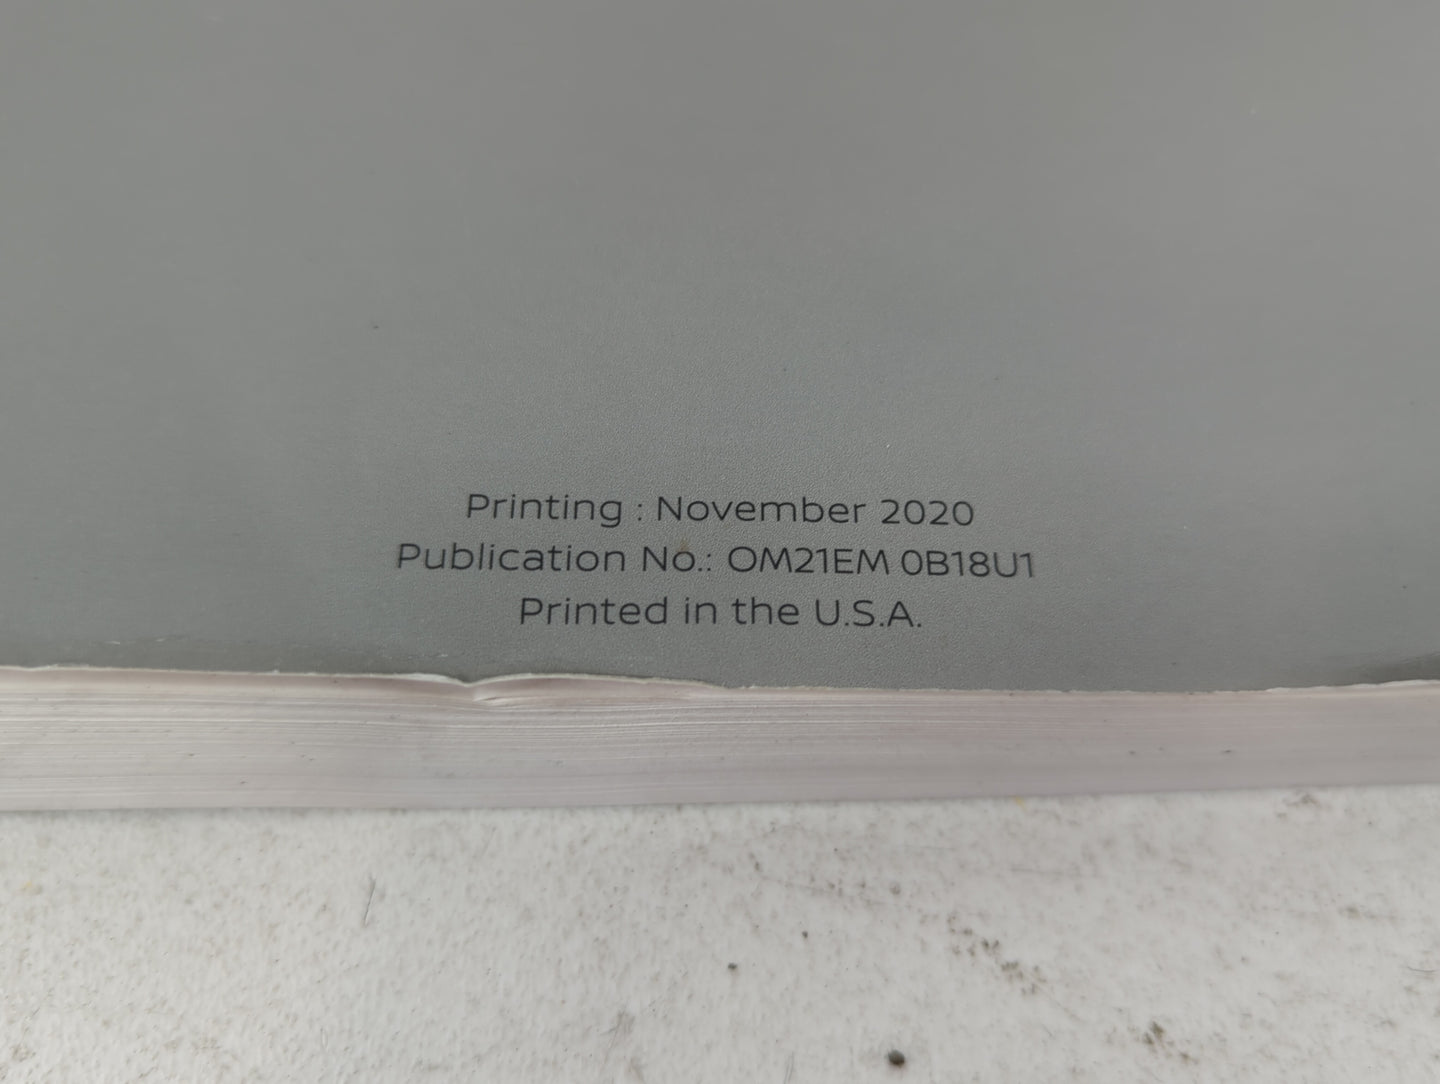 Printing : November 2020
Publication No.: OM21EM 0B18U1
Printed in the U.S.A.